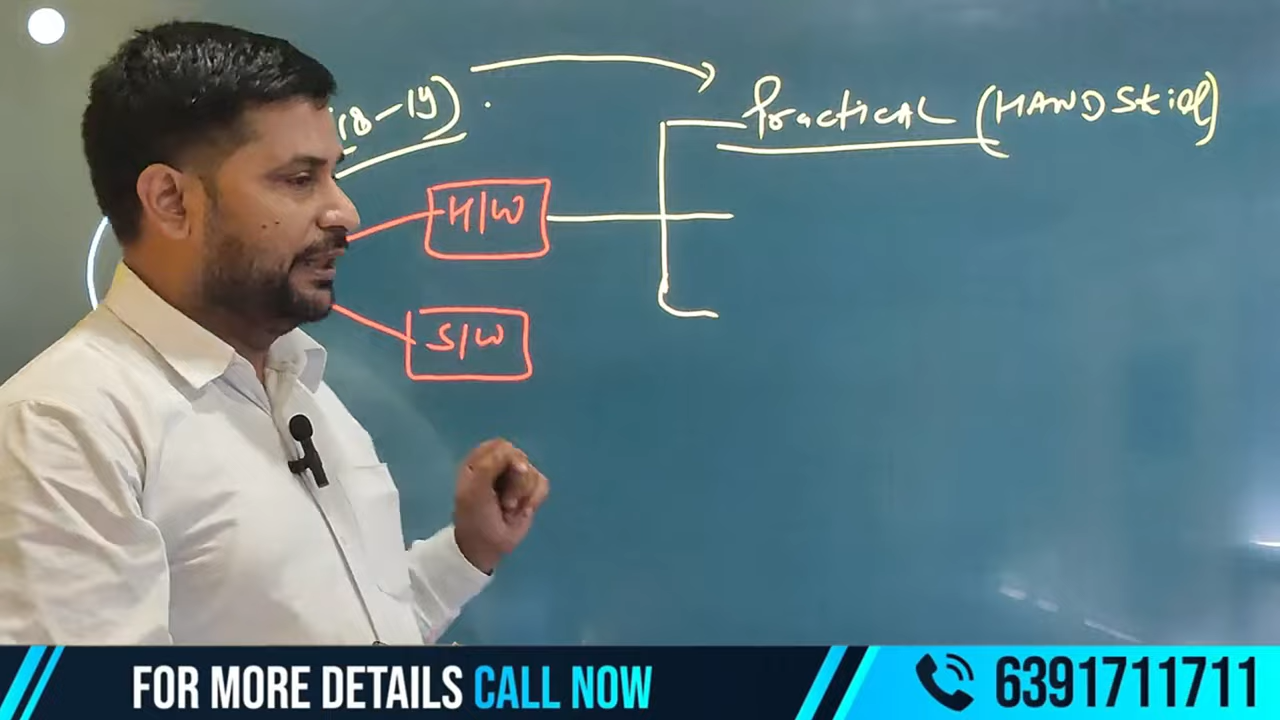 18-19)
Practical (HAND Skill)
H/W
S/W
FOR MORE DETAILS CALL NOW
6391711711